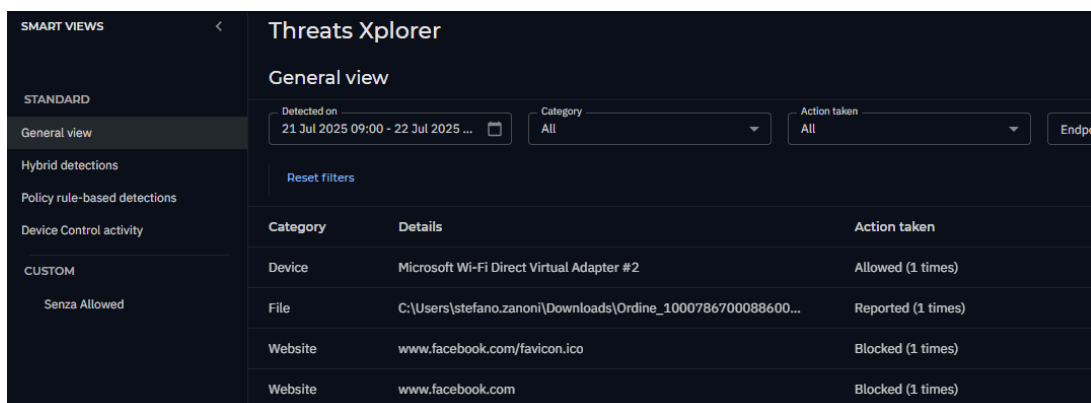 SMART VIEWS
Threats Xplorer
General view
STANDARD
General view
Hybrid detections
Policy rule-based detections
Device Control activity
CUSTOM
Senza Allowed
Detected on
21 Jul 2025 09:00 - 22 Jul 2025 ...
Category
All
Action taken
All
Endpo
Reset filters
Category Details Action taken
Device Microsoft Wi-Fi Direct Virtual Adapter #2 Allowed (1 times)
File C:\Users\stefano.zanoni\Downloads\Ordine_1000786700088600... Reported (1 times)
Website www.facebook.com/favicon.ico Blocked (1 times)
Website www.facebook.com Blocked (1 times)